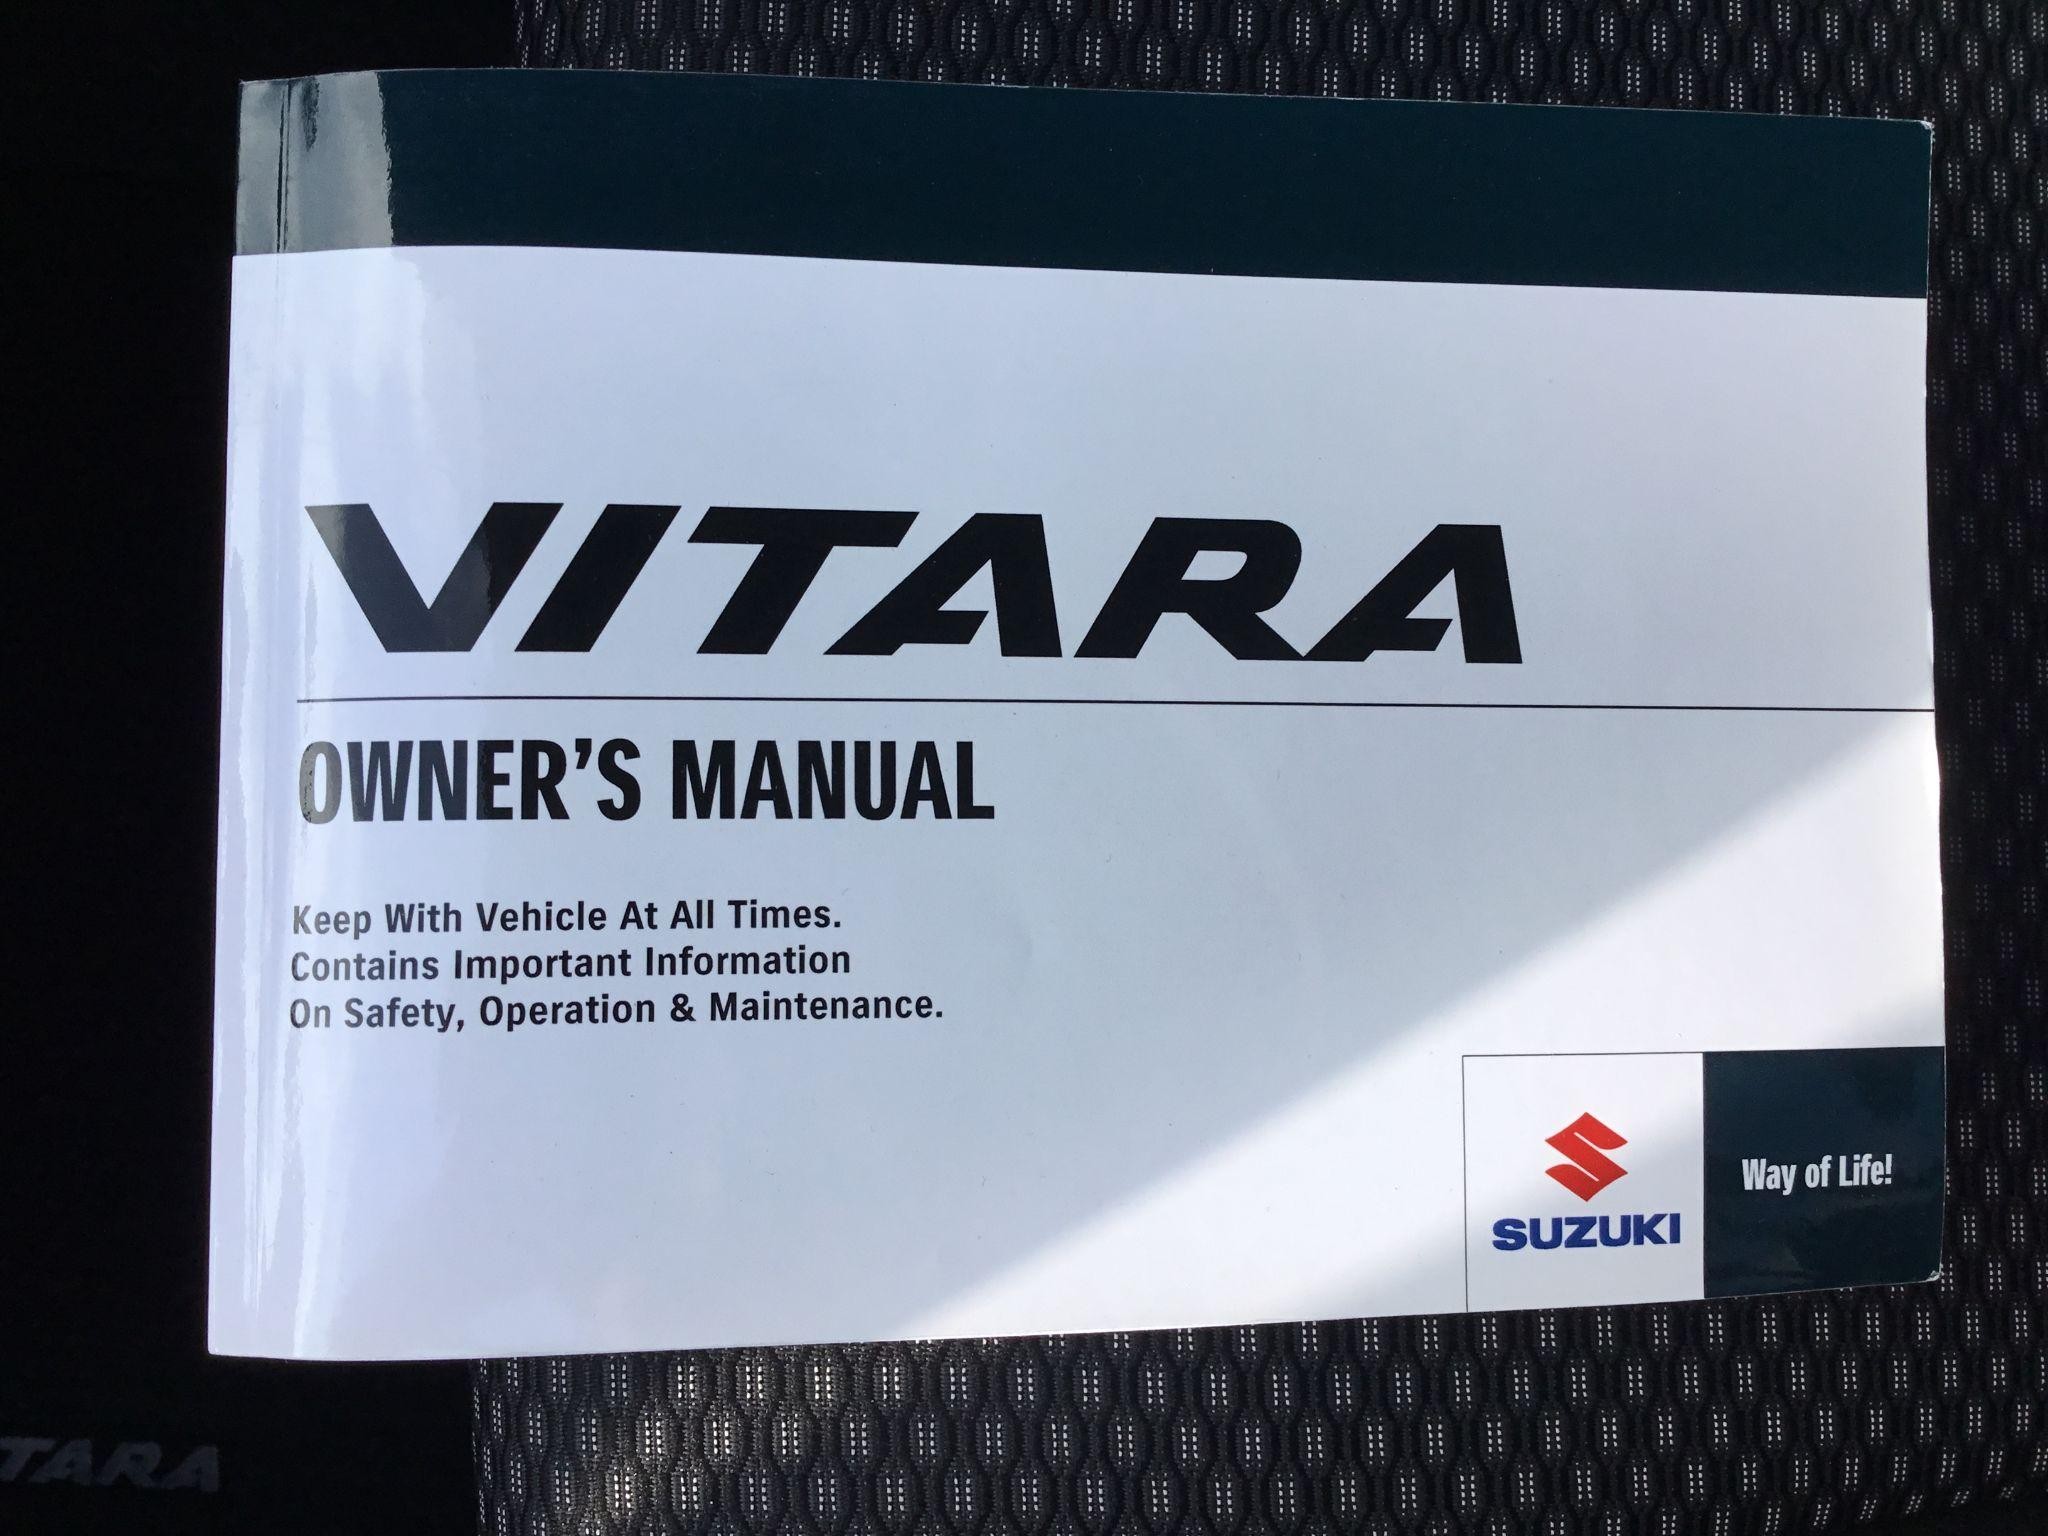 VITARA
OWNER'S MANUAL
Keep With Vehicle At All Times.
Contains Important Information
On Safety, Operation & Maintenance.
SUZUKI
Way of Life!
TARA